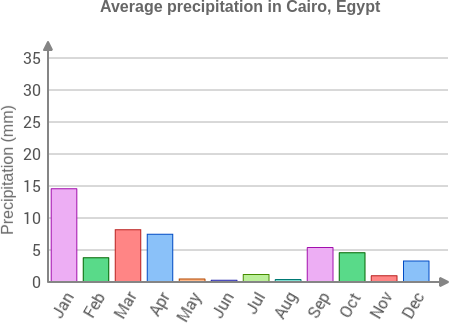 Average precipitation in Cairo, Egypt
Precipitation (mm)
35
30
25
20
15
10
5
0
Jan Feb Mar Apr May Jun Jul Aug Sep Oct Nov Dec